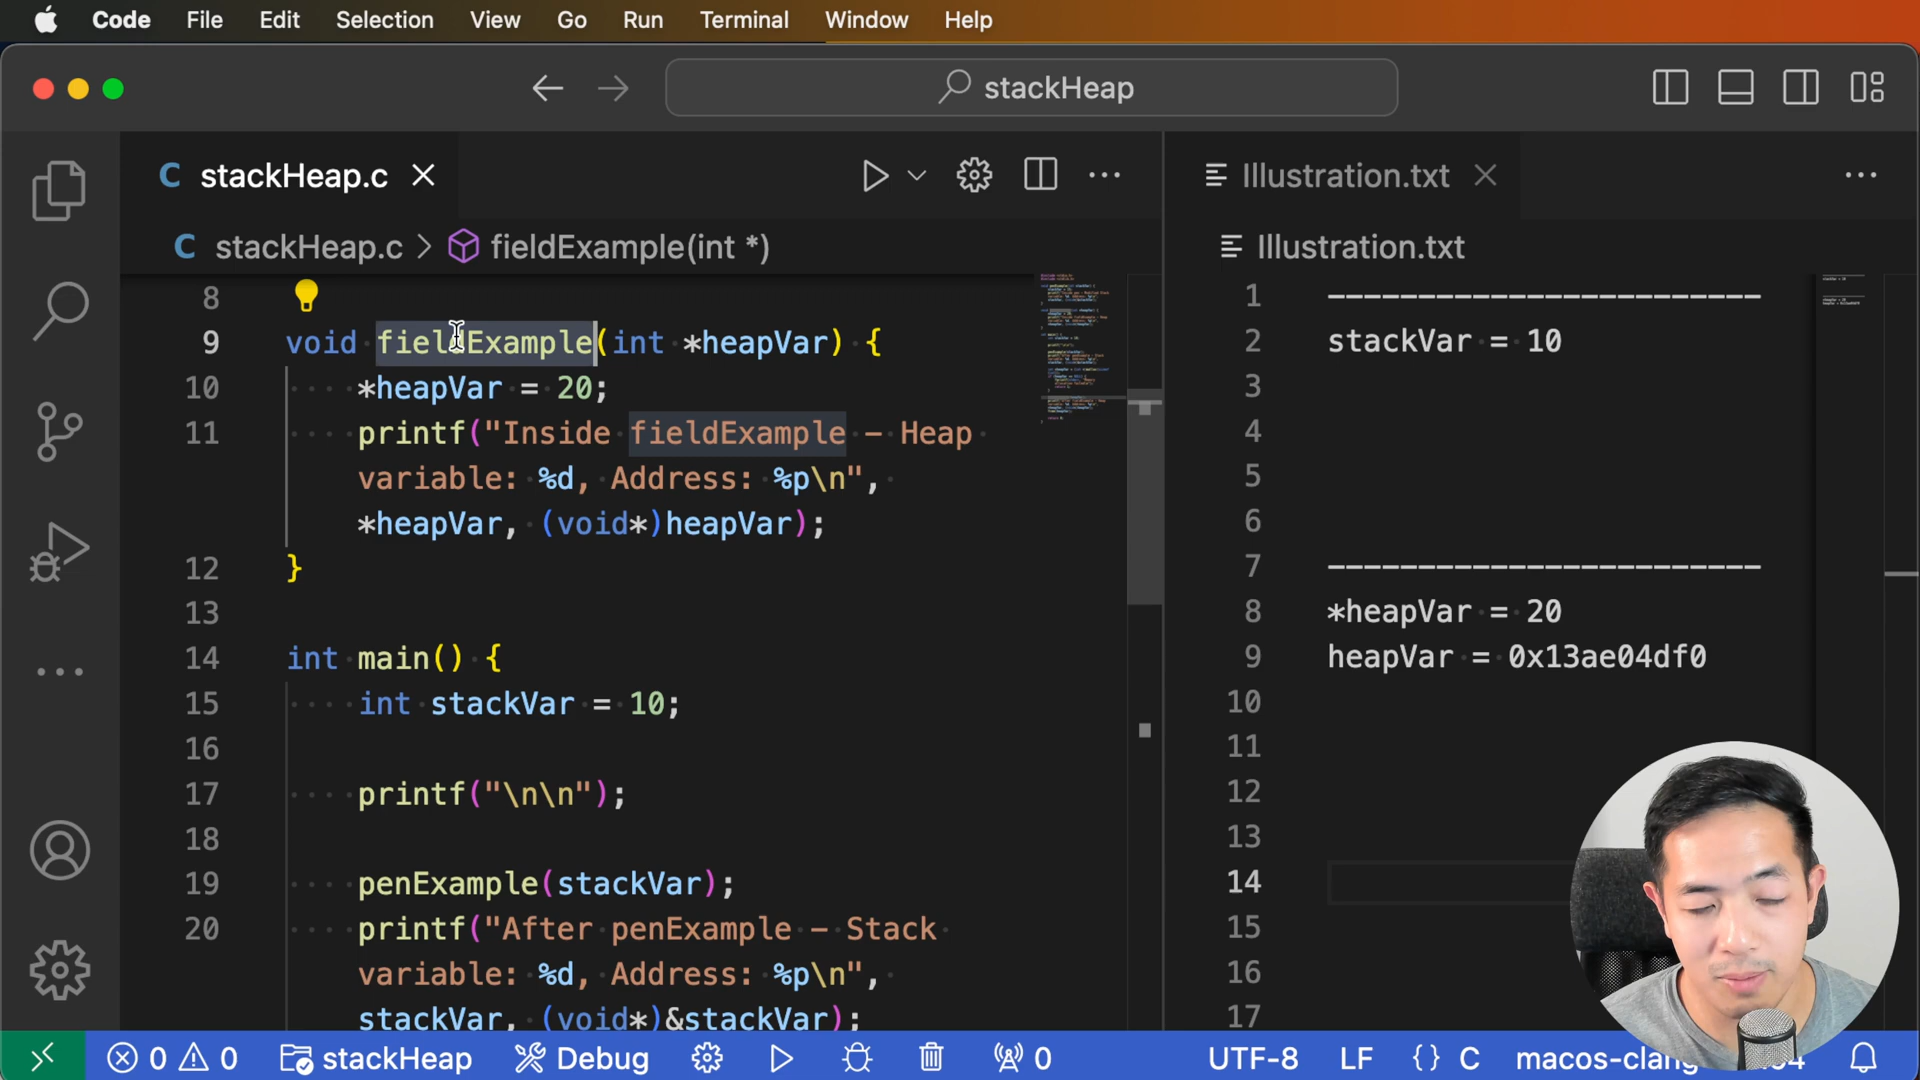 Code File Edit Selection View Go Run Terminal Window Help
stackHeap
C stackHeap.c
Illustration.txt
C stackHeap.c > fieldExample(int *)
Illustration.txt
8
9 void fieldExample(int *heapVar) {
10 *heapVar = 20;
11 printf("Inside fieldExample – Heap
variable: %d, Address: %p\n",
*heapVar, (void*)heapVar);
12 }
13
14 int main() {
15 int stackVar = 10;
16
17 printf("\n\n");
18
19 penExample(stackVar);
20 printf("After penExample – Stack
variable: %d, Address: %p\n",
stackVar, (void*)&stackVar);
1 ------------------------
2 stackVar = 10
3
4
5
6
7 ------------------------
8 *heapVar = 20
9 heapVar = 0x13ae04df0
10
11
12
13
14
15
16
17
0 0 stackHeap Debug 0 UTF-8 LF {} C